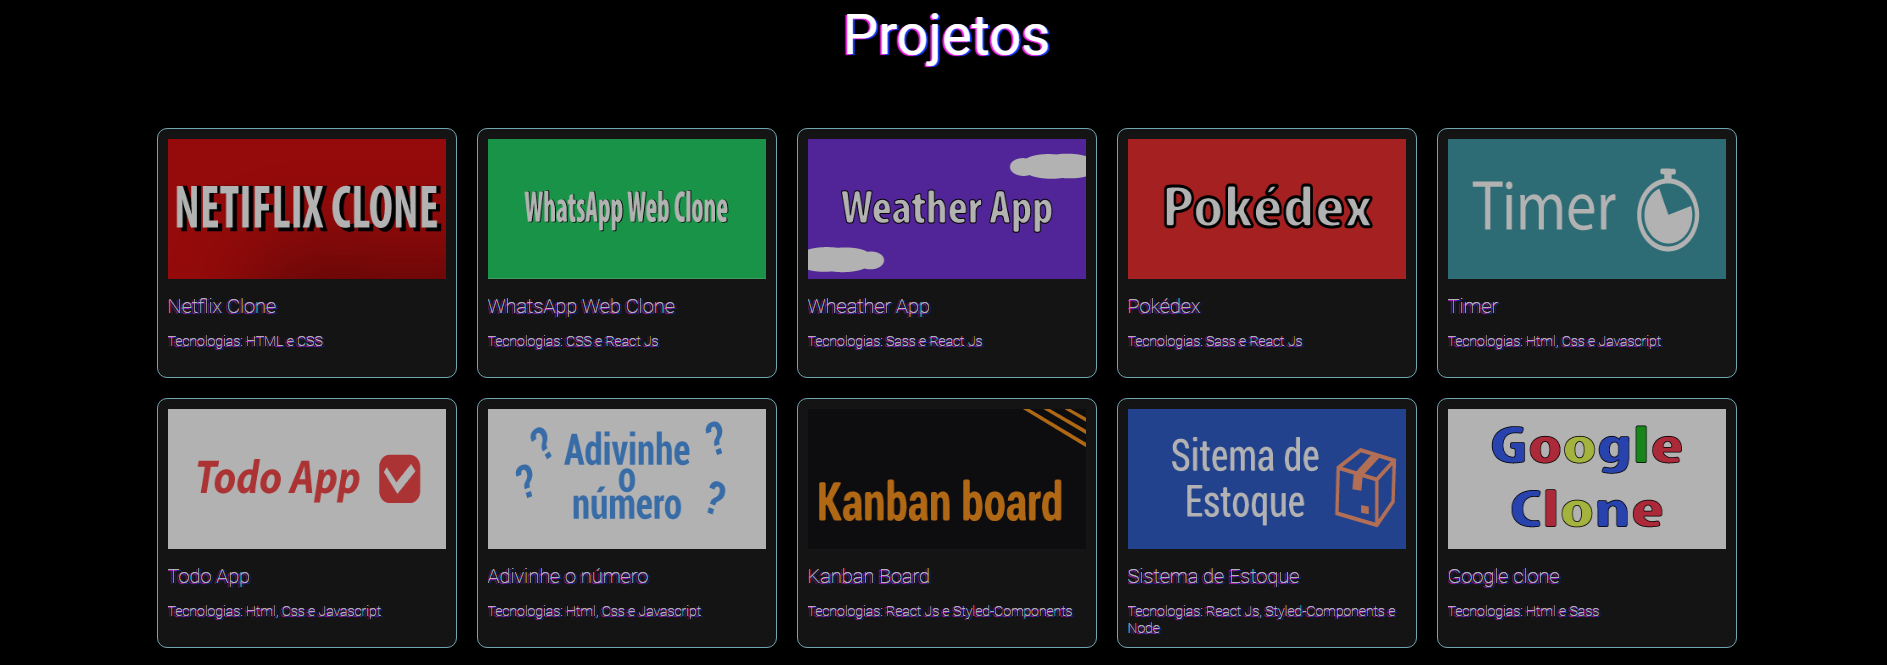 Projetos
NETIFLIX CLONE
Netflix Clone
Tecnologias: HTML e CSS
WhatsApp Web Clone
WhatsApp Web Clone
Tecnologias: CSS e React Js
Weather App
Wheather App
Tecnologias: Sass e React Js
Pokédex
Pokédex
Tecnologias: Sass e React Js
Timer
Timer
Tecnologias: Html, Css e Javascript
Todo App
Todo App
Tecnologias: Html, Css e Javascript
? ?
? Adivinhe
o
número ?
Adivinhe o número
Tecnologias: Html, Css e Javascript
Kanban board
Kanban Board
Tecnologias: React Js e Styled-Components
Sitema de
Estoque
Sistema de Estoque
Tecnologias: React Js, Styled-Components e
Node
Google
Clone
Google clone
Tecnologias: Html e Sass